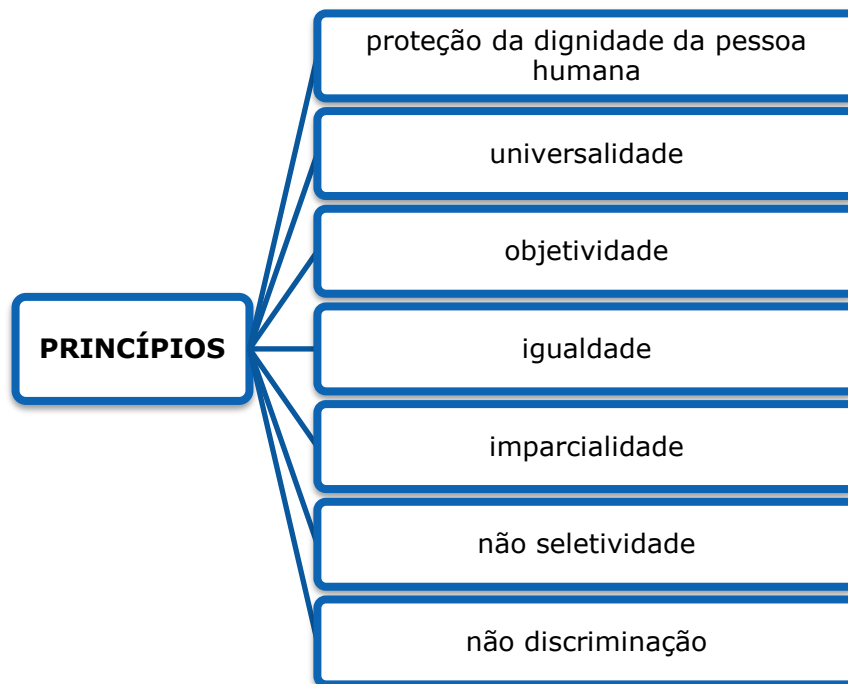 proteção da dignidade da pessoa
humana
universalidade
objetividade
igualdade
PRINCÍPIOS
imparcialidade
não seletividade
não discriminação